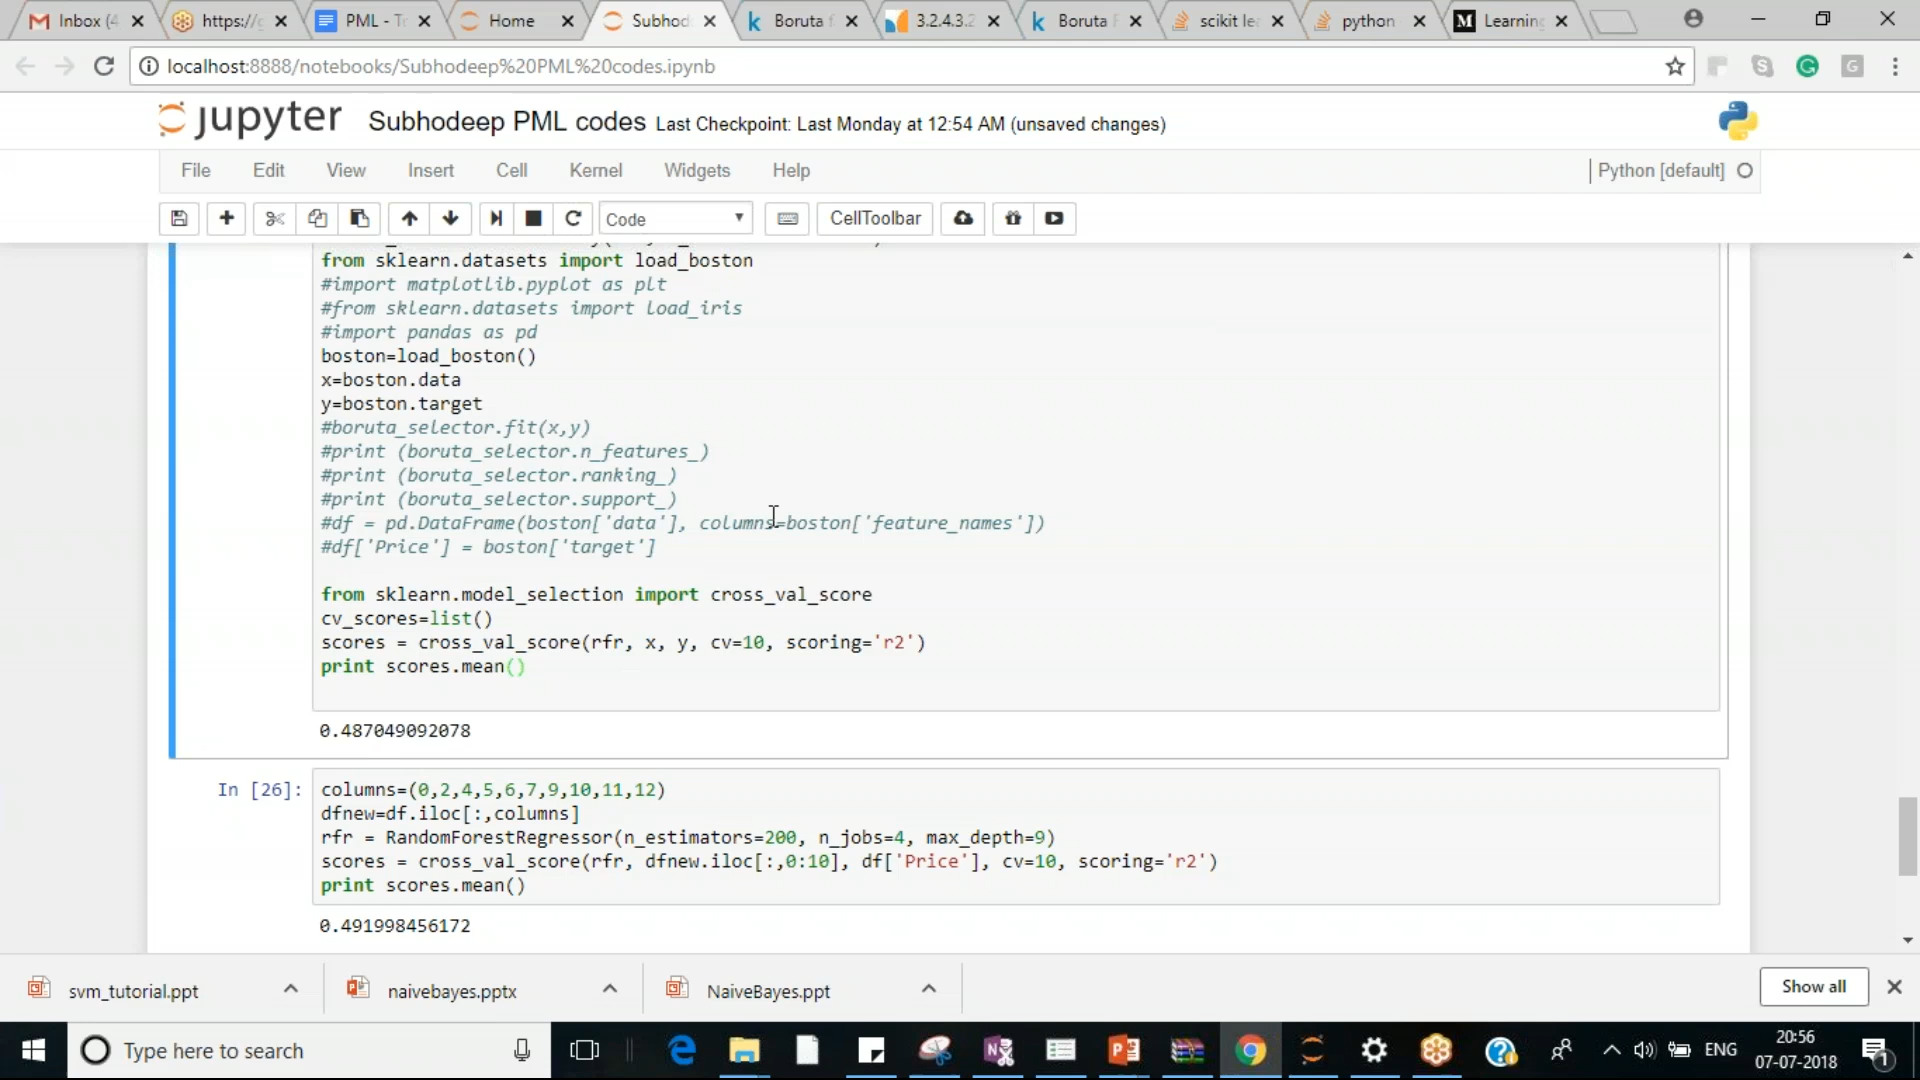 Inbox (4
https://g
PML - Tr
Home
Subhod
Boruta f
3.2.4.3.2
Boruta F
scikit le
python
Learning
localhost:8888/notebooks/Subhodeep%20PML%20codes.ipynb
jupyter Subhodeep PML codes Last Checkpoint: Last Monday at 12:54 AM (unsaved changes)
File Edit View Insert Cell Kernel Widgets Help Python [default]
Code CellToolbar
from sklearn.datasets import load_boston
#import matplotlib.pyplot as plt
#from sklearn.datasets import load_iris
#import pandas as pd
boston=load_boston()
x=boston.data
y=boston.target
#boruta_selector.fit(x,y)
#print (boruta_selector.n_features_)
#print (boruta_selector.ranking_)
#print (boruta_selector.support_)
#df = pd.DataFrame(boston['data'], columns=boston['feature_names'])
#df['Price'] = boston['target']
from sklearn.model_selection import cross_val_score
cv_scores=list()
scores = cross_val_score(rfr, x, y, cv=10, scoring='r2')
print scores.mean()
0.487049092078
In [26]: columns=(0,2,4,5,6,7,9,10,11,12)
dfnew=df.iloc[:,columns]
rfr = RandomForestRegressor(n_estimators=200, n_jobs=4, max_depth=9)
scores = cross_val_score(rfr, dfnew.iloc[:,0:10], df['Price'], cv=10, scoring='r2')
print scores.mean()
0.491998456172
svm_tutorial.ppt
naivebayes.pptx
NaiveBayes.ppt
Show all
Type here to search
ENG
20:56
07-07-2018
1